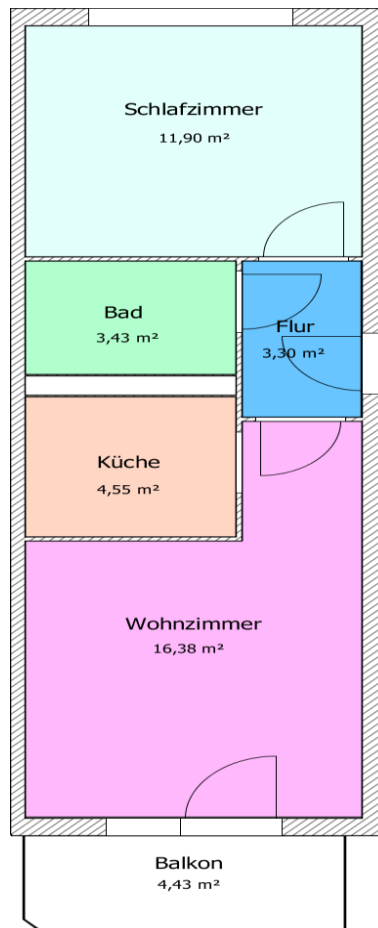 Schlafzimmer
11,90 m²
Bad
3,43 m²
Flur
3,30 m²
Küche
4,55 m²
Wohnzimmer
16,38 m²
Balkon
4,43 m²